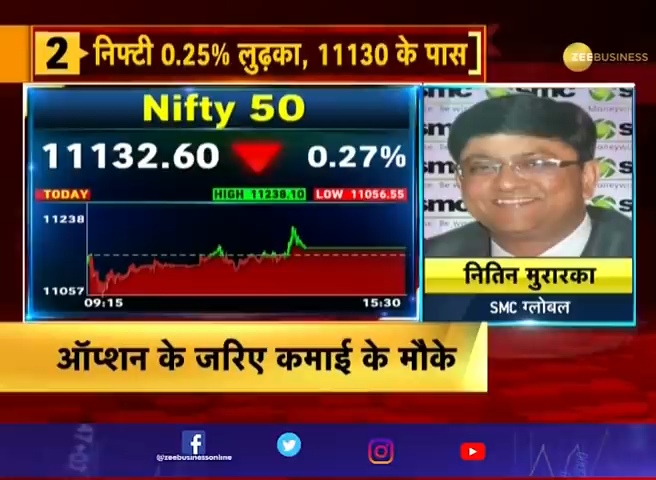 2 निफ्टी 0.25% लुढ़का, 11130 के पास
ZEEBUSINESS
Nifty 50
11132.60 0.27%
TODAY HIGH 11238.10 LOW 11056.55
11238
11057
09:15 15:30
smc
नितिन मुरारका
SMC ग्लोबल
ऑप्शन के जरिए कमाई के मौके
@zeebusinessonline